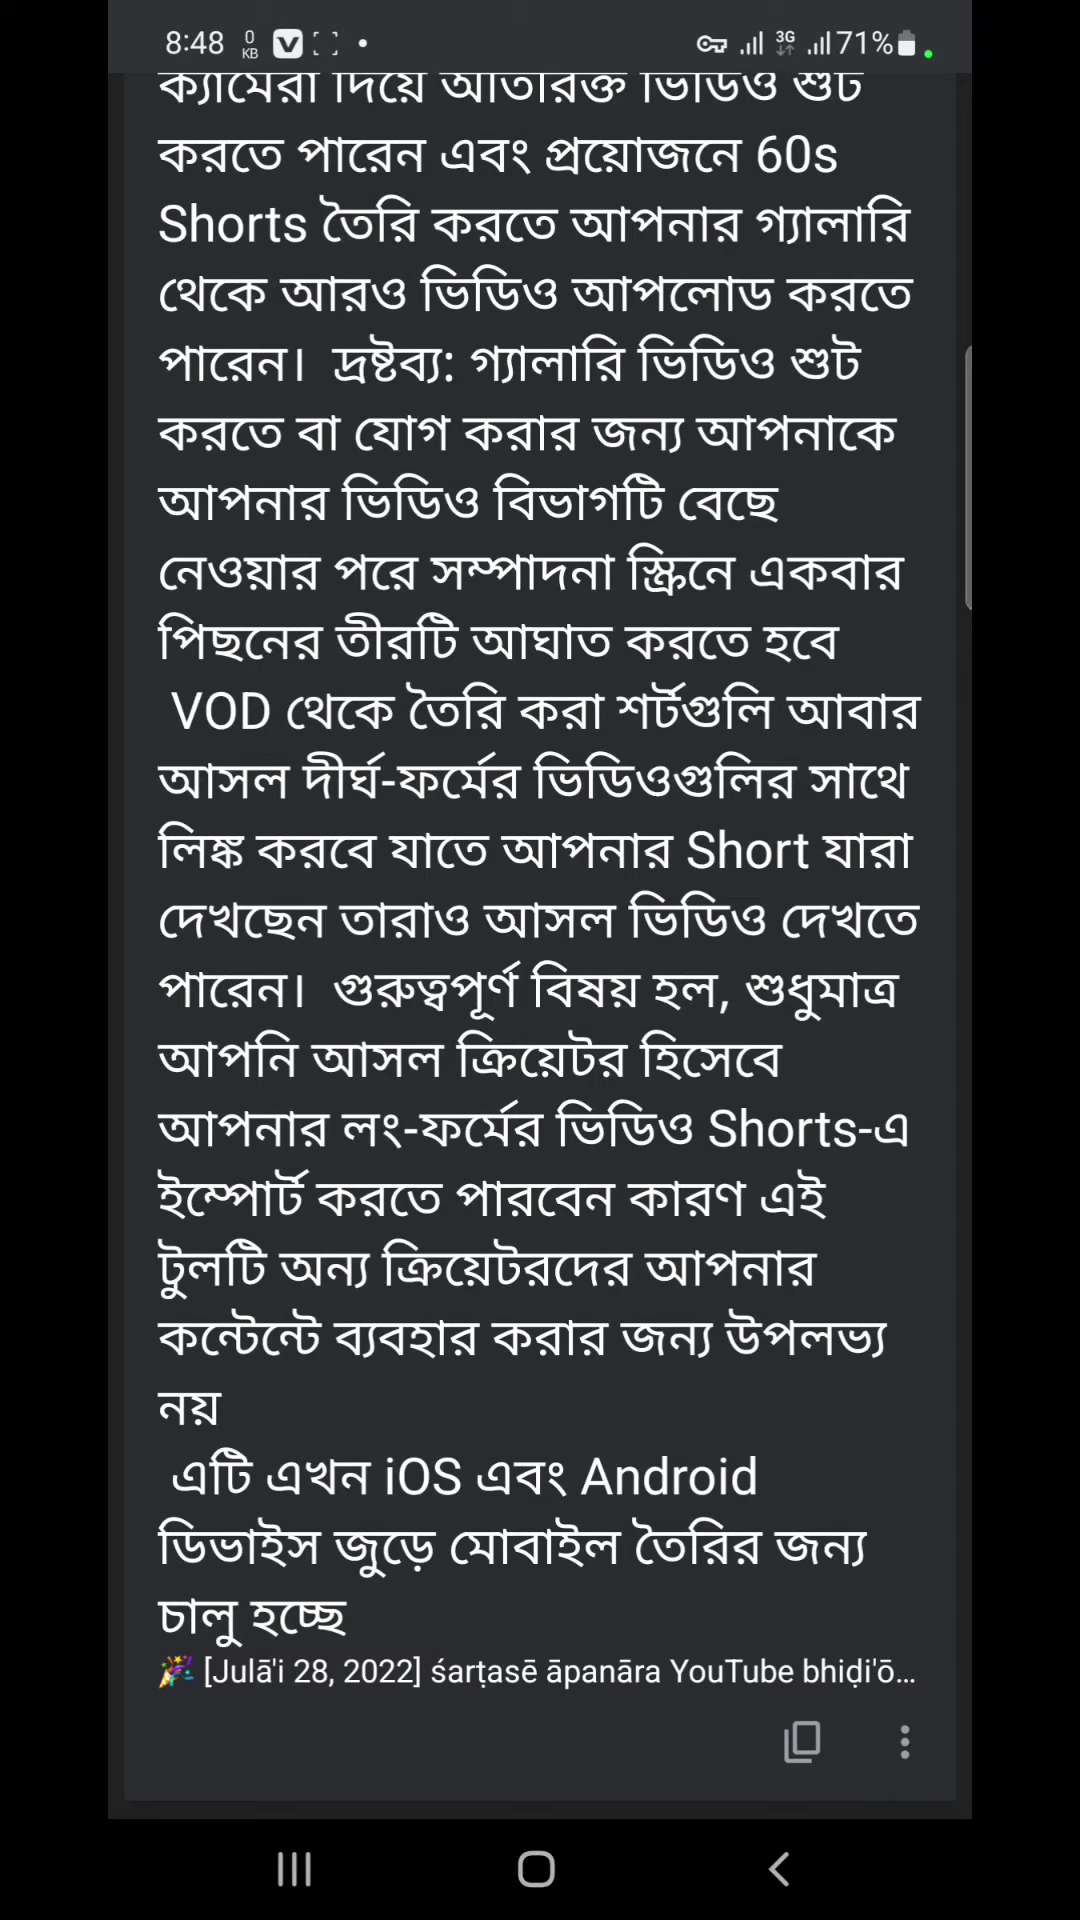 8:48 0 KB V 3G 71%
ক্যামেরা দিয়ে অতিরিক্ত ভিডিও শুট
করতে পারেন এবং প্রয়োজনে 60s
Shorts তৈরি করতে আপনার গ্যালারি
থেকে আরও ভিডিও আপলোড করতে
পারেন। দ্রষ্টব্য: গ্যালারি ভিডিও শুট
করতে বা যোগ করার জন্য আপনাকে
আপনার ভিডিও বিভাগটি বেছে
নেওয়ার পরে সম্পাদনা স্ক্রিনে একবার
পিছনের তীরটি আঘাত করতে হবে
VOD থেকে তৈরি করা শর্টগুলি আবার
আসল দীর্ঘ-ফর্মের ভিডিওগুলির সাথে
লিঙ্ক করবে যাতে আপনার Short যারা
দেখছেন তারাও আসল ভিডিও দেখতে
পারেন। গুরুত্বপূর্ণ বিষয় হল, শুধুমাত্র
আপনি আসল ক্রিয়েটর হিসেবে
আপনার লং-ফর্মের ভিডিও Shorts-এ
ইম্পোর্ট করতে পারবেন কারণ এই
টুলটি অন্য ক্রিয়েটরদের আপনার
কন্টেন্টে ব্যবহার করার জন্য উপলভ্য
নয়
এটি এখন iOS এবং Android
ডিভাইস জুড়ে মোবাইল তৈরির জন্য
চালু হচ্ছে
🎉 [Julā'i 28, 2022] śarṭasē āpanāra YouTube bhiḍi'ō...